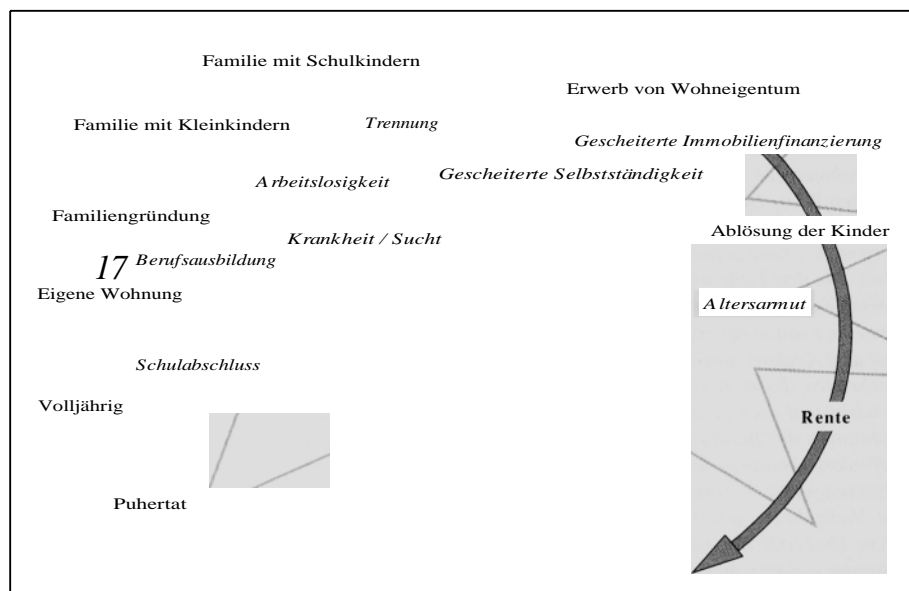 Familie mit Schulkindern
Erwerb von Wohneigentum
Familie mit Kleinkindern
Trennung
Gescheiterte Immobilienfinanzierung
Gescheiterte Selbstständigkeit
Arbeitslosigkeit
Familiengründung
Ablösung der Kinder
Krankheit / Sucht
17 Berufsausbildung
Eigene Wohnung
Altersarmut
Schulabschluss
Volljährig
Rente
Puhertat